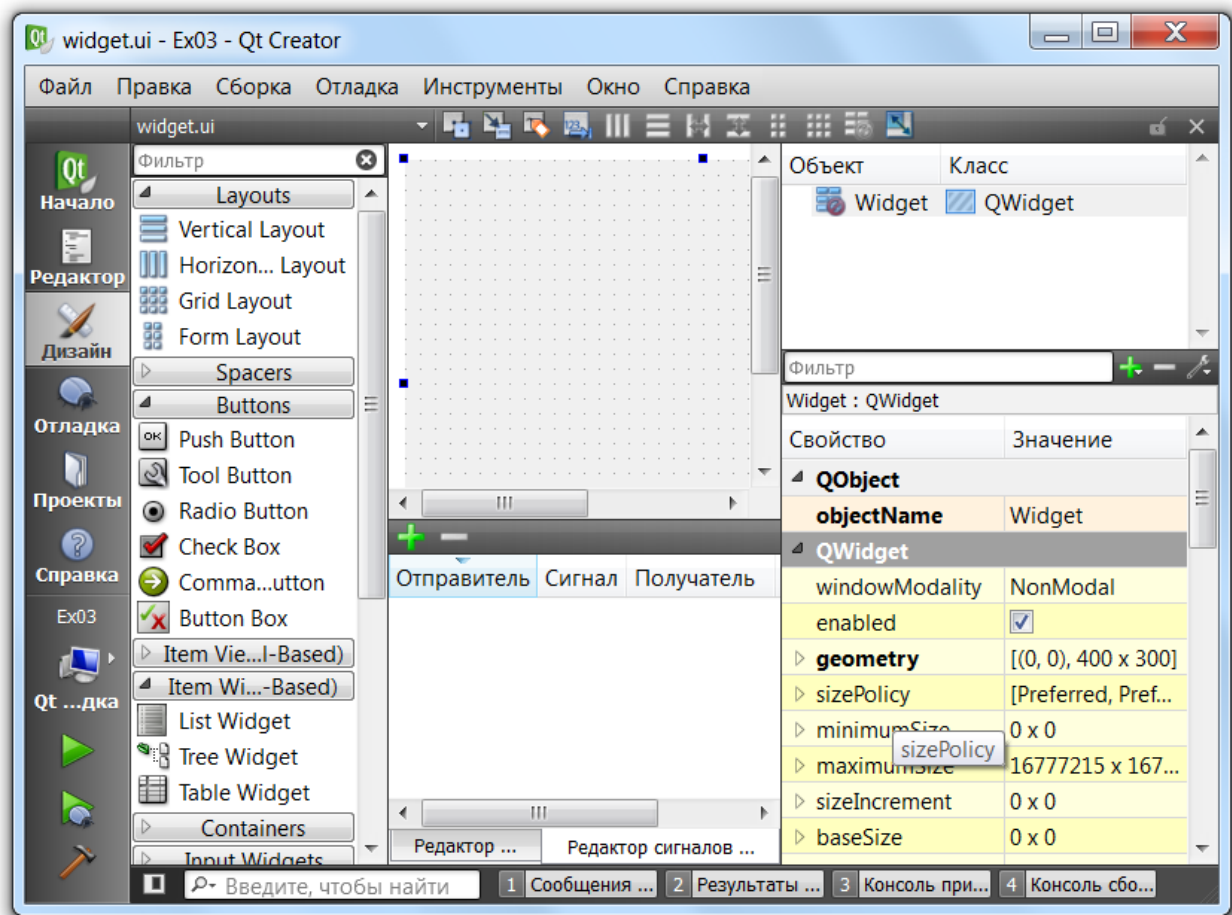 widget.ui - Ex03 - Qt Creator
Файл Правка Сборка Отладка Инструменты Окно Справка
widget.ui
Начало
Редактор
Дизайн
Отладка
Проекты
Справка
Ex03
Qt ...дка
Фильтр
Layouts
Vertical Layout
Horizon... Layout
Grid Layout
Form Layout
Spacers
Buttons
OK Push Button
Tool Button
Radio Button
Check Box
Comma...utton
Button Box
Item Vie...l-Based)
Item Wi...-Based)
List Widget
Tree Widget
Table Widget
Containers
Input Widgets
Отправитель Сигнал Получатель
Редактор ... Редактор сигналов ...
Объект Класс
Widget QWidget
Фильтр
Widget : QWidget
Свойство Значение
QObject
objectName Widget
QWidget
windowModality NonModal
enabled
geometry [(0, 0), 400 x 300]
sizePolicy [Preferred, Pref...
minimumSize 0 x 0
sizePolicy
maximumSize 16777215 x 167...
sizeIncrement 0 x 0
baseSize 0 x 0
Введите, чтобы найти 1 Сообщения ... 2 Результаты ... 3 Консоль при... 4 Консоль сбо...